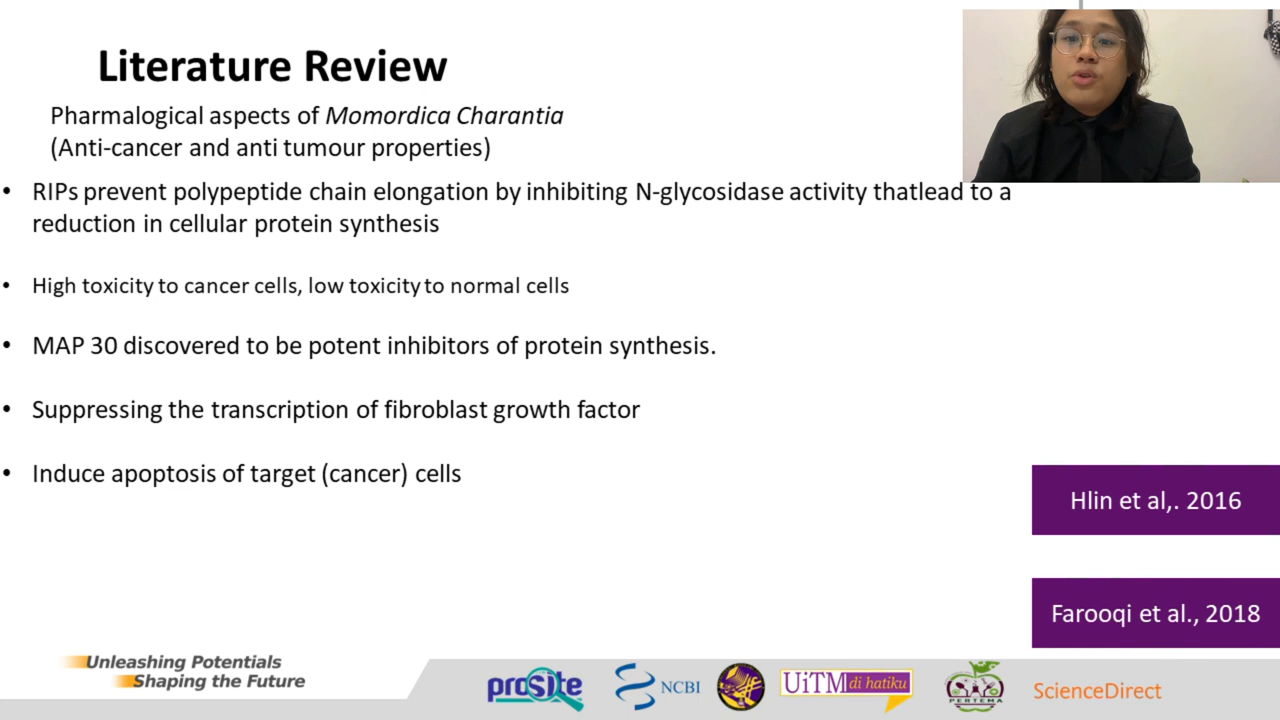 Literature Review
Pharmalogical aspects of Momordica Charantia
(Anti-cancer and anti tumour properties)
• RIPs prevent polypeptide chain elongation by inhibiting N-glycosidase activity thatlead to a
reduction in cellular protein synthesis
• High toxicity to cancer cells, low toxicity to normal cells
• MAP 30 discovered to be potent inhibitors of protein synthesis.
• Suppressing the transcription of fibroblast growth factor
• Induce apoptosis of target (cancer) cells
Hlin et al,. 2016
Farooqi et al., 2018
Unleashing Potentials
Shaping the Future
prosite
NCBI
UiTM di hatiku
PERTEMA
ScienceDirect